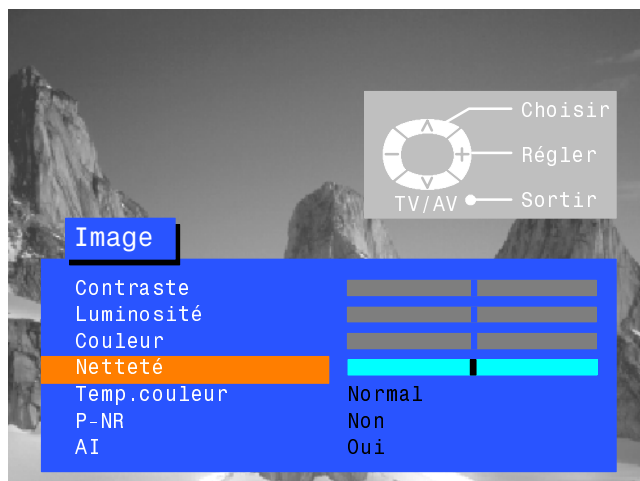 Choisir
Régler
TV/AV Sortir
Image
Contraste
Luminosité
Couleur
Netteté
Temp.couleur Normal
P-NR Non
AI Oui